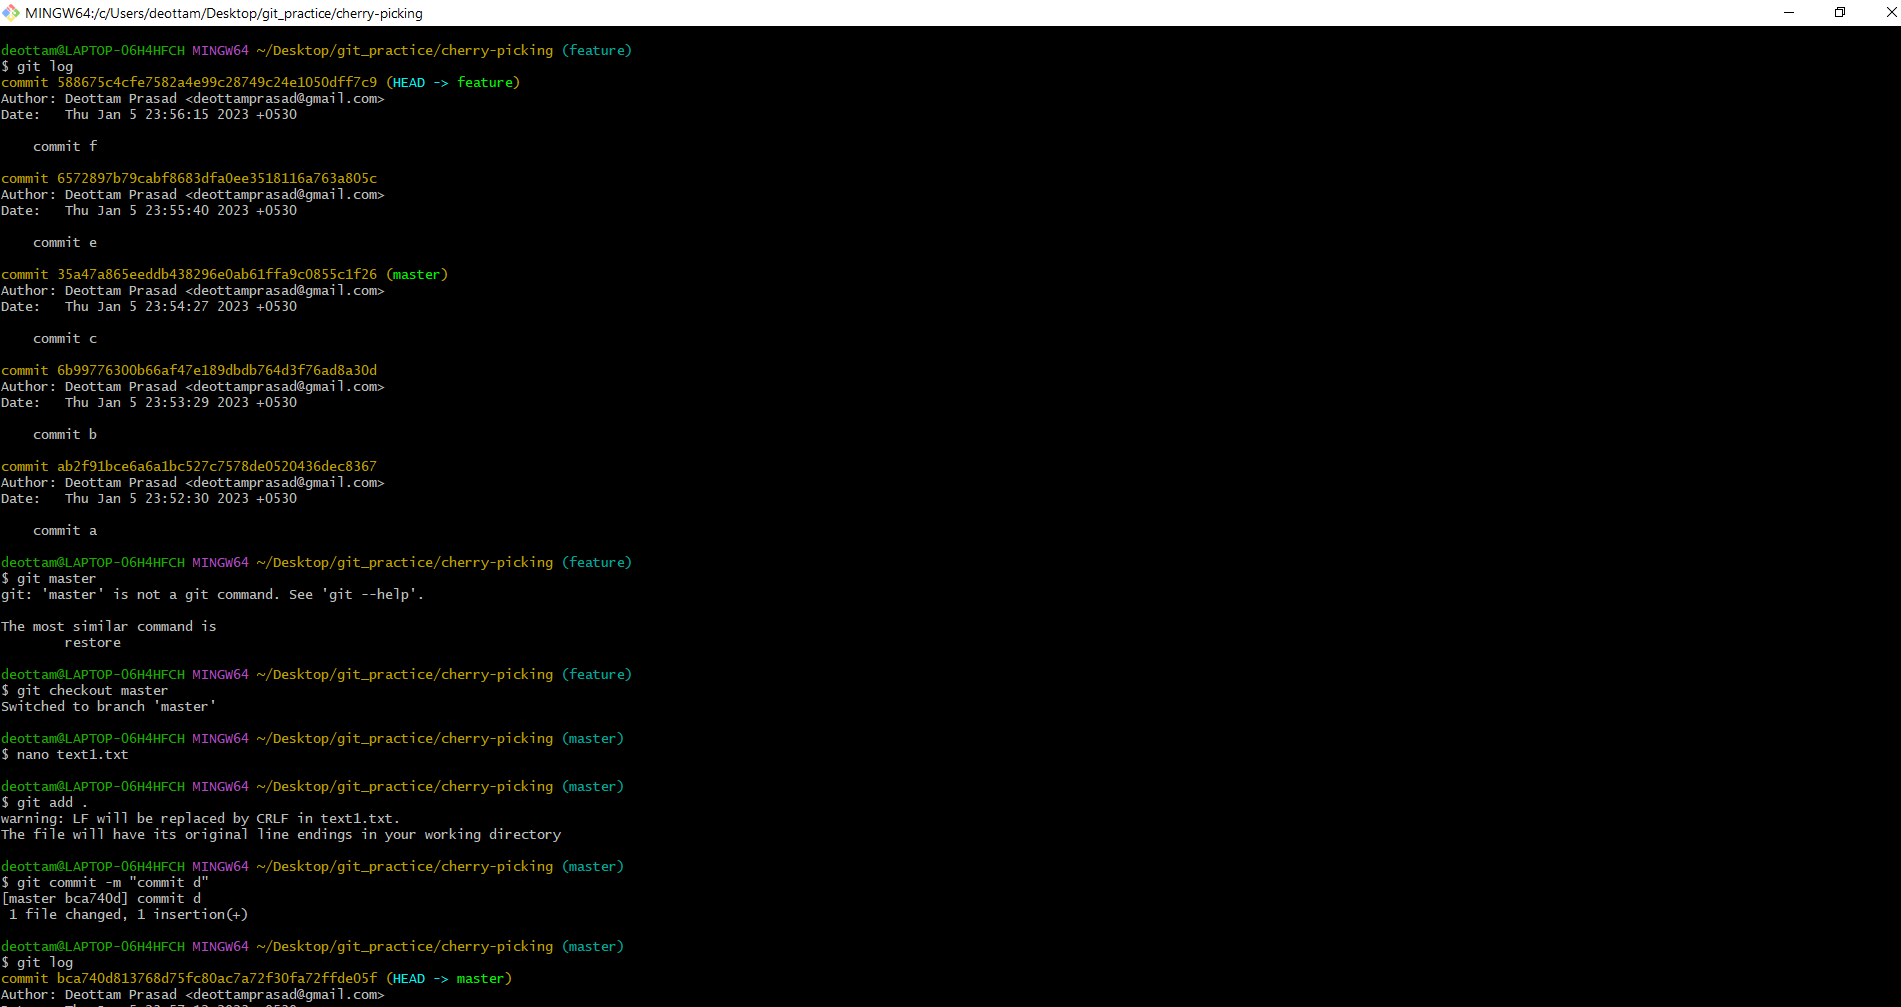 MINGW64:/c/Users/deottam/Desktop/git_practice/cherry-picking
deottam@LAPTOP-O6H4HFCH MINGW64 ~/Desktop/git_practice/cherry-picking (feature)
$ git log
commit 588675c4cfe7582a4e99c28749c24e1050dff7c9 (HEAD -> feature)
Author: Deottam Prasad <deottamprasad@gmail.com>
Date:   Thu Jan 5 23:56:15 2023 +0530
    commit f
commit 6572897b79cabf8683dfa0ee3518116a763a805c
Author: Deottam Prasad <deottamprasad@gmail.com>
Date:   Thu Jan 5 23:55:40 2023 +0530
    commit e
commit 35a47a865eeddb438296e0ab61ffa9c0855c1f26 (master)
Author: Deottam Prasad <deottamprasad@gmail.com>
Date:   Thu Jan 5 23:54:27 2023 +0530
    commit c
commit 6b99776300b66af47e189dbdb764d3f76ad8a30d
Author: Deottam Prasad <deottamprasad@gmail.com>
Date:   Thu Jan 5 23:53:29 2023 +0530
    commit b
commit ab2f91bce6a6a1bc527c7578de0520436dec8367
Author: Deottam Prasad <deottamprasad@gmail.com>
Date:   Thu Jan 5 23:52:30 2023 +0530
    commit a
deottam@LAPTOP-O6H4HFCH MINGW64 ~/Desktop/git_practice/cherry-picking (feature)
$ git master
git: 'master' is not a git command. See 'git --help'.
The most similar command is
        restore
deottam@LAPTOP-O6H4HFCH MINGW64 ~/Desktop/git_practice/cherry-picking (feature)
$ git checkout master
Switched to branch 'master'
deottam@LAPTOP-O6H4HFCH MINGW64 ~/Desktop/git_practice/cherry-picking (master)
$ nano text1.txt
deottam@LAPTOP-O6H4HFCH MINGW64 ~/Desktop/git_practice/cherry-picking (master)
$ git add .
warning: LF will be replaced by CRLF in text1.txt.
The file will have its original line endings in your working directory
deottam@LAPTOP-O6H4HFCH MINGW64 ~/Desktop/git_practice/cherry-picking (master)
$ git commit -m "commit d"
[master bca740d] commit d
 1 file changed, 1 insertion(+)
deottam@LAPTOP-O6H4HFCH MINGW64 ~/Desktop/git_practice/cherry-picking (master)
$ git log
commit bca740d813768d75fc80ac7a72f30fa72ffde05f (HEAD -> master)
Author: Deottam Prasad <deottamprasad@gmail.com>